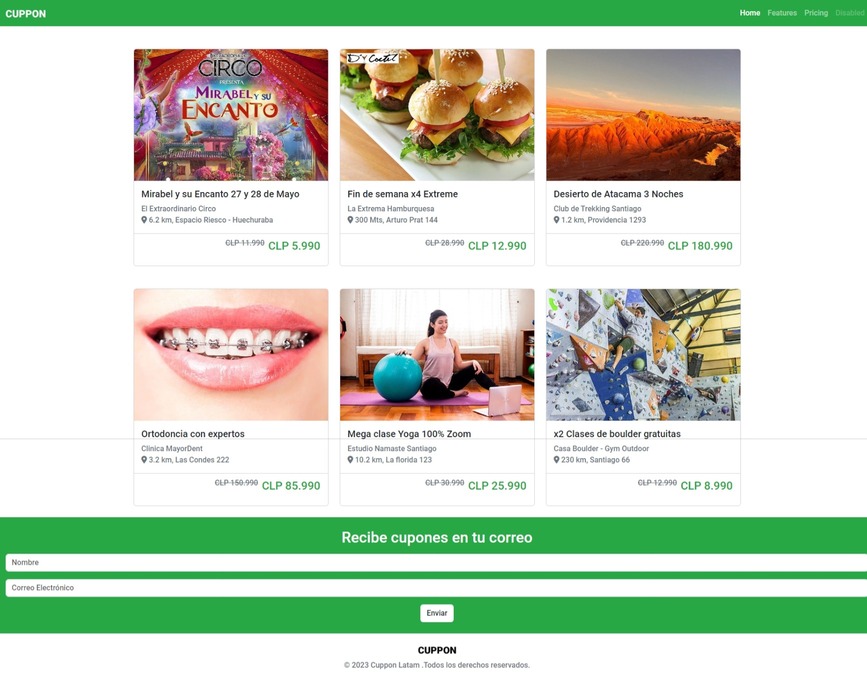 CUPPON
Home Features Pricing Disabled
CIRCO
PRESENTA
MIRABEL Y SU
ENCANTO
Mirabel y su Encanto 27 y 28 de Mayo
El Extraordinario Circo
6.2 km, Espacio Riesco - Huechuraba
CLP 11.990 CLP 5.990
Fin de semana x4 Extreme
La Extrema Hamburguesa
300 Mts, Arturo Prat 144
CLP 28.990 CLP 12.990
Desierto de Atacama 3 Noches
Club de Trekking Santiago
1.2 km, Providencia 1293
CLP 220.990 CLP 180.990
Ortodoncia con expertos
Clinica MayorDent
3.2 km, Las Condes 222
CLP 150.990 CLP 85.990
Mega clase Yoga 100% Zoom
Estudio Namaste Santiago
10.2 km, La florida 123
CLP 30.990 CLP 25.990
x2 Clases de boulder gratuitas
Casa Boulder - Gym Outdoor
230 km, Santiago 66
CLP 12.990 CLP 8.990
Recibe cupones en tu correo
Nombre
Correo Electrónico
Enviar
CUPPON
© 2023 Cuppon Latam .Todos los derechos reservados.